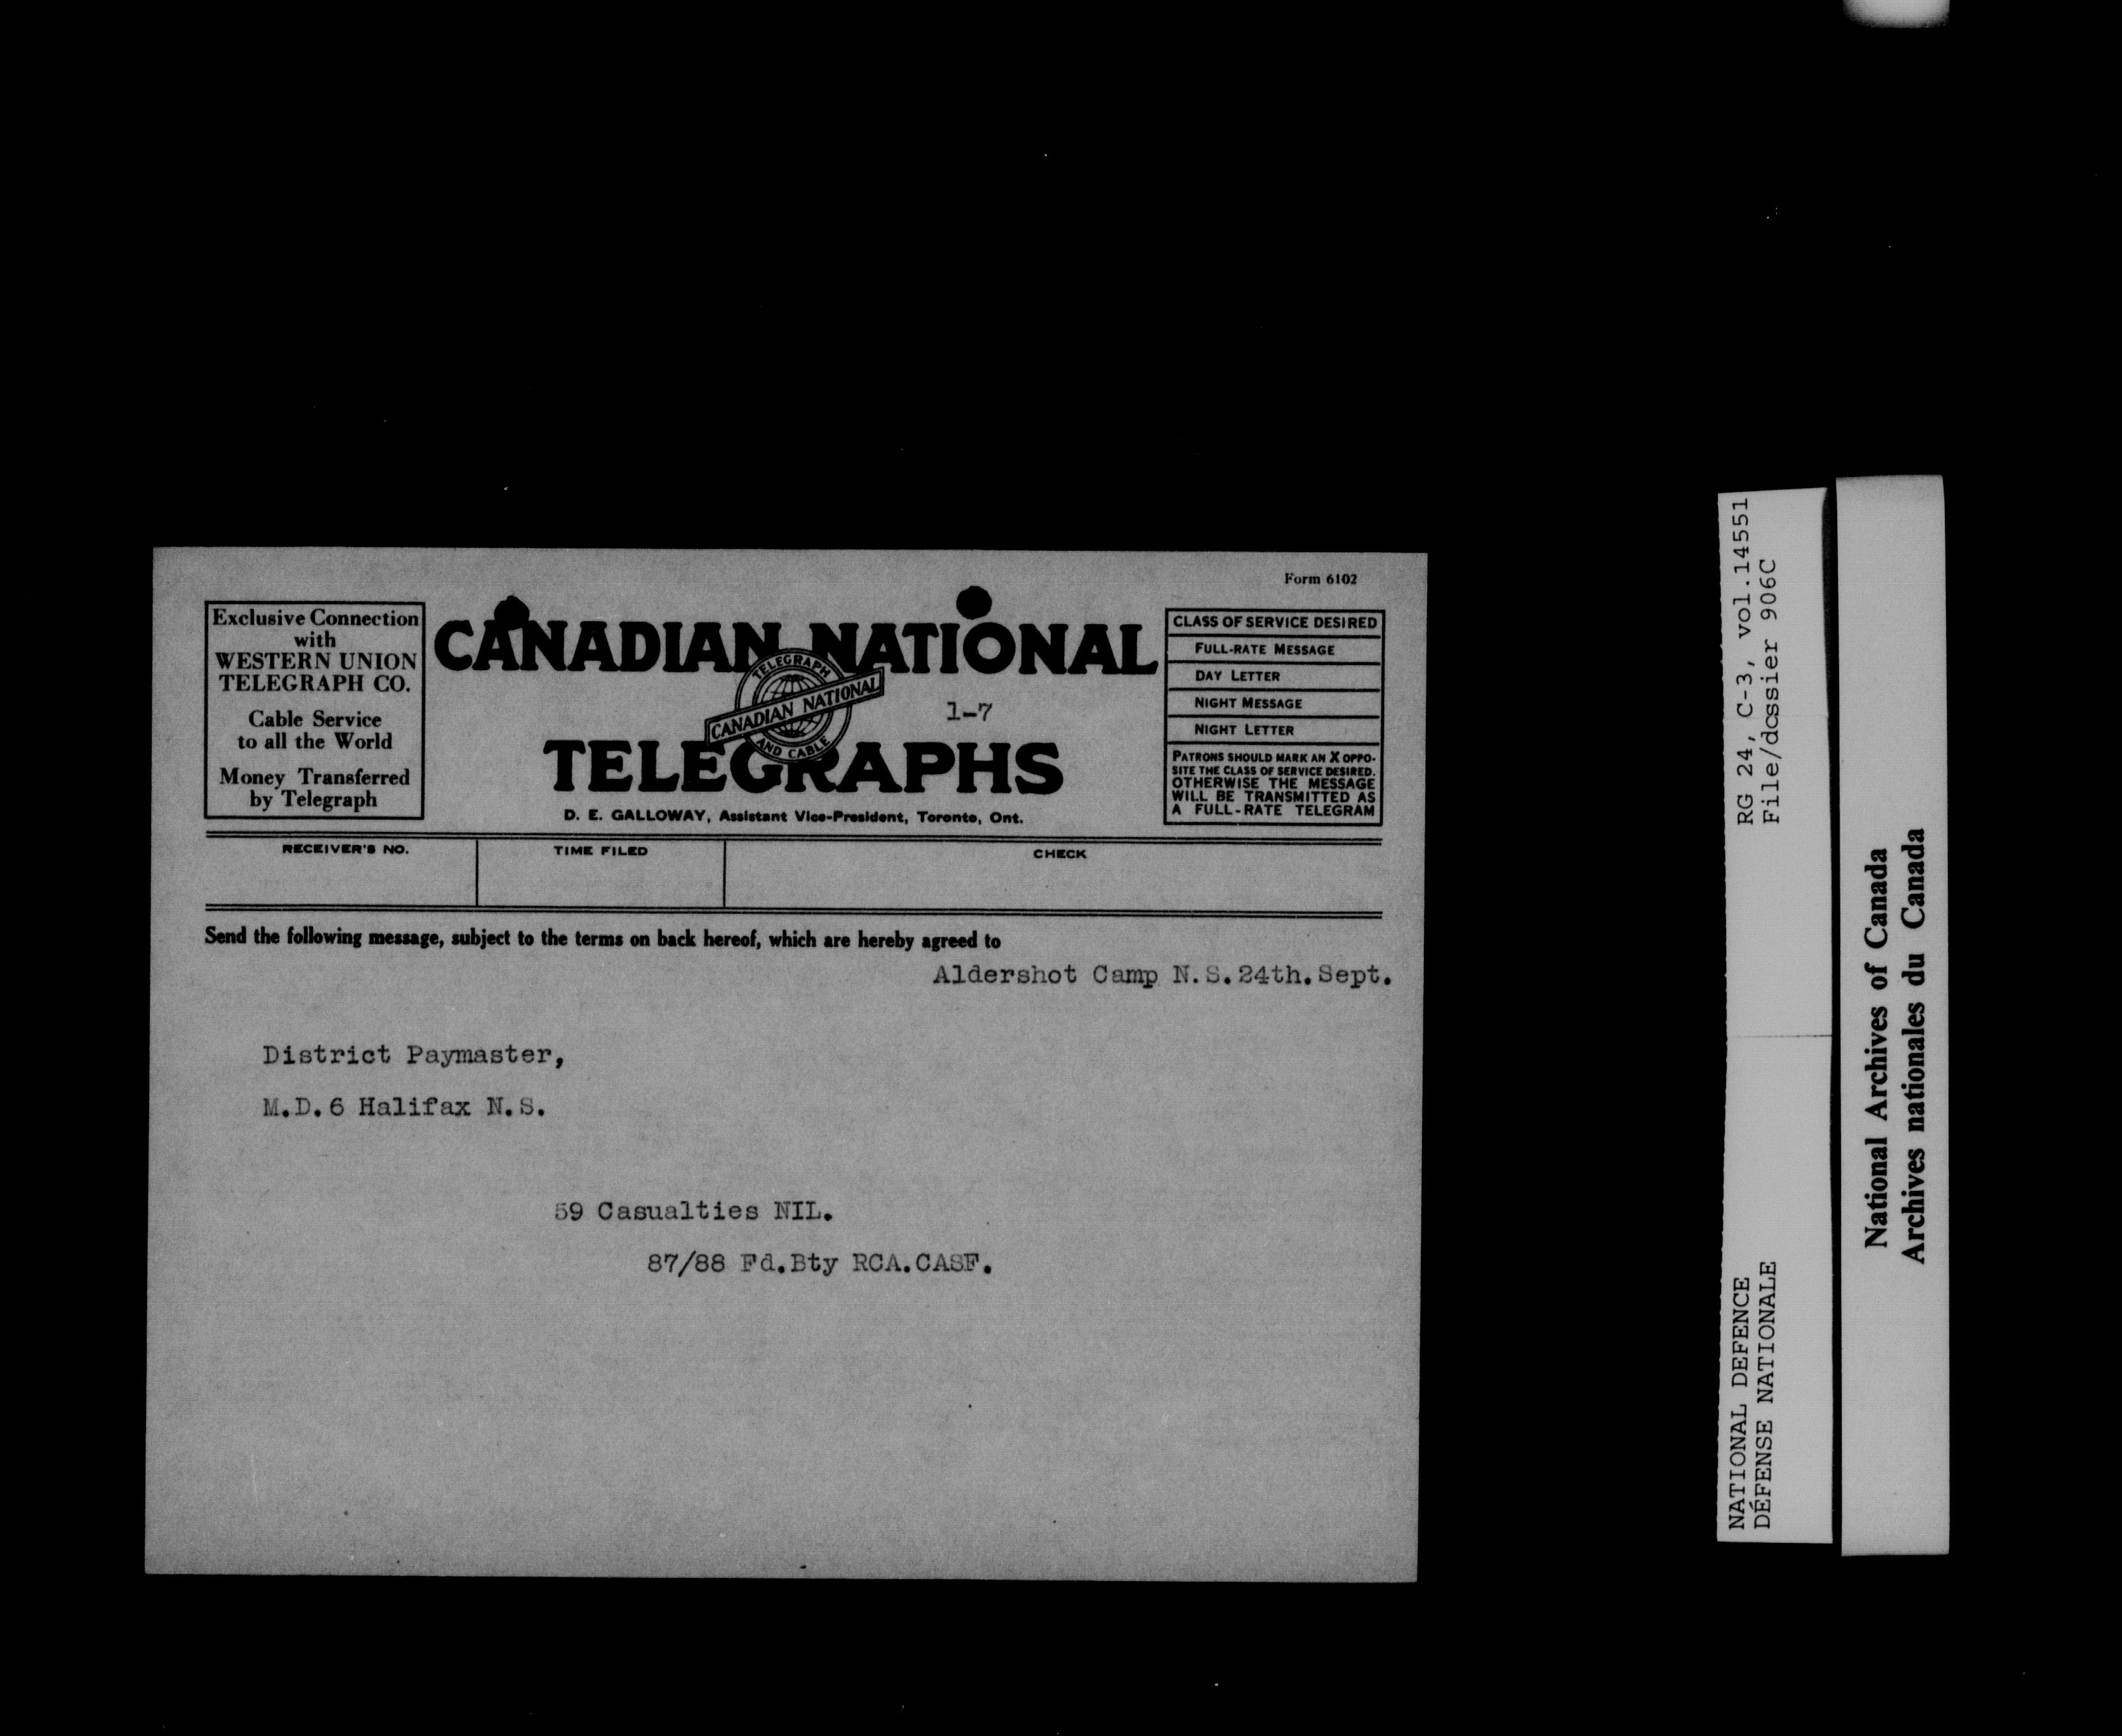 Form 6102
Exclusive Connection
with
WESTERN UNION
TELEGRAPH CO.
Cable Service
to all the World
Money Transferred
by Telegraph
CANADIAN NATIONAL
TELEGRAPH
CANADIAN NATIONAL
AND CABLE
1-7
TELEGRAPHS
D. E. GALLOWAY, Assistant Vice-President, Toronto, Ont.
CLASS OF SERVICE DESIRED
FULL-RATE MESSAGE
DAY LETTER
NIGHT MESSAGE
NIGHT LETTER
PATRONS SHOULD MARK AN X OPPO-
SITE THE CLASS OF SERVICE DESIRED.
OTHERWISE THE MESSAGE
WILL BE TRANSMITTED AS
A FULL-RATE TELEGRAM
RECEIVER'S NO.
TIME FILED
CHECK
Send the following message, subject to the terms on back hereof, which are hereby agreed to
Aldershot Camp N.S.24th.Sept.
District Paymaster,
M.D.6 Halifax N.S.
59 Casualties NIL.
87/88 Fd.Bty RCA.CASF.
RG 24, C-3, vol.14551
File/dossier 906C
NATIONAL DEFENCE
DÉFENSE NATIONALE
National Archives of Canada
Archives nationales du Canada